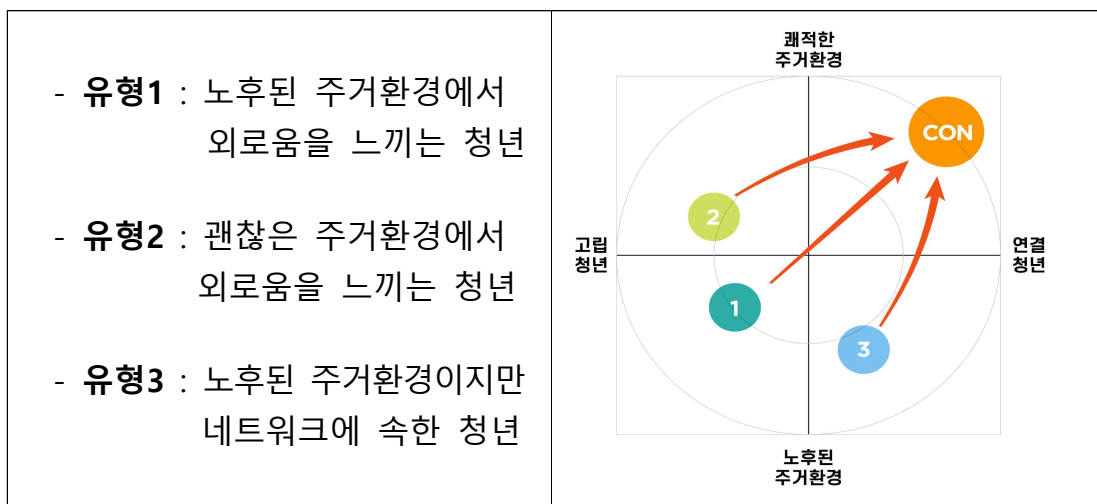 - 유형1 : 노후된 주거환경에서
외로움을 느끼는 청년
- 유형2 : 괜찮은 주거환경에서
외로움을 느끼는 청년
- 유형3 : 노후된 주거환경이지만
네트워크에 속한 청년
쾌적한
주거환경
CON
2
고립
청년
연결
청년
1
3
노후된
주거환경